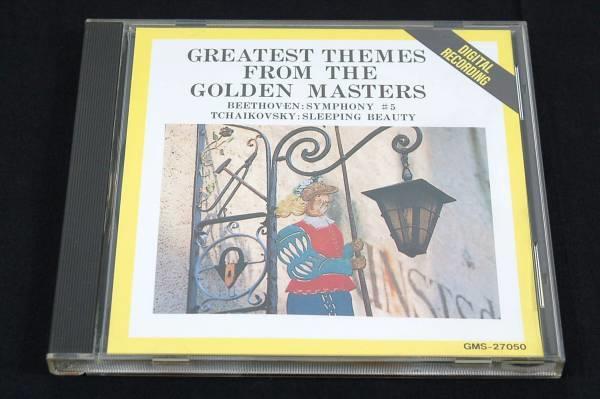 GREATEST THEMES
FROM THE
GOLDEN MASTERS
BEETHOVEN:SYMPHONY #5
TCHAIKOVSKY:SLEEPING BEAUTY
DIGITAL
RECORDING
GMS-27050